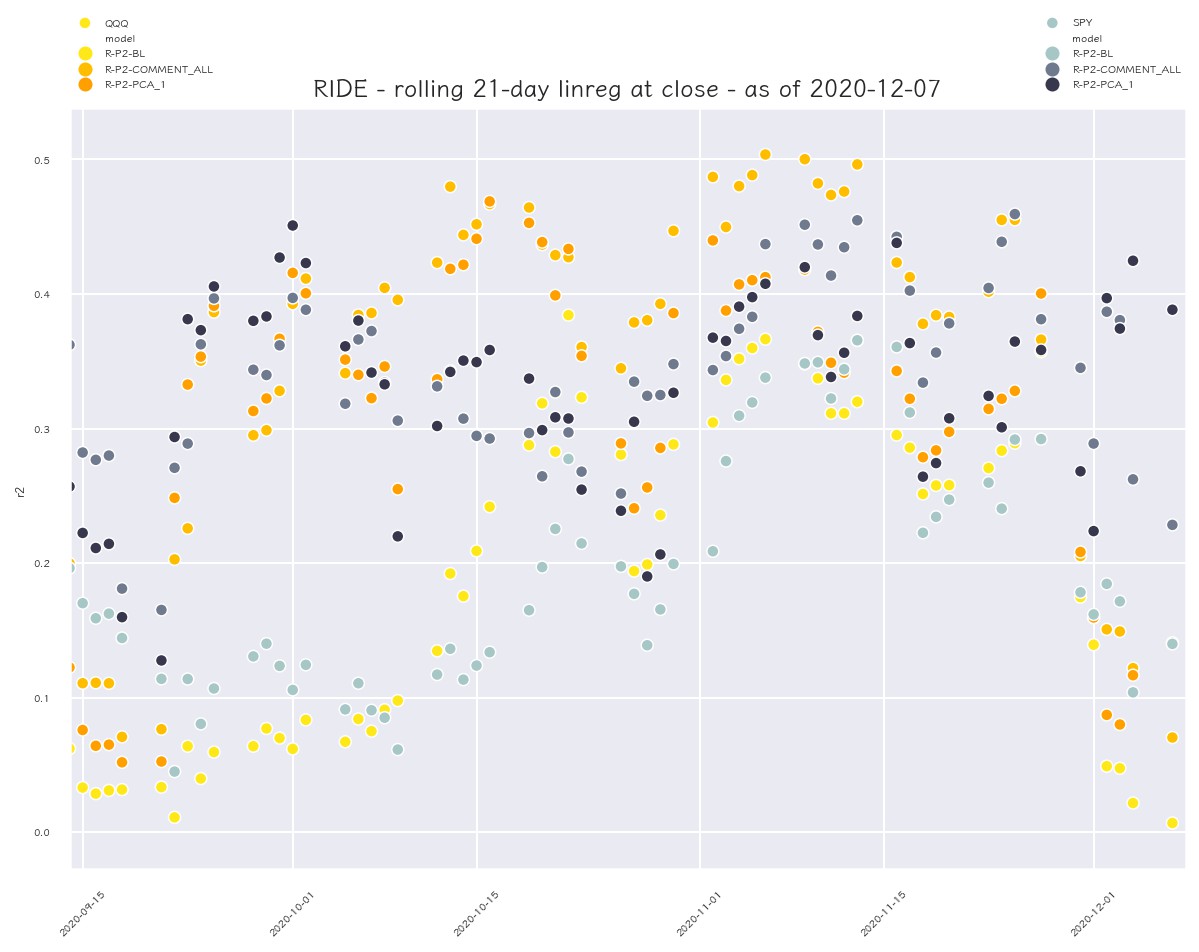 QQQ
model
R-P2-BL
R-P2-COMMENT_ALL
R-P2-PCA_1
SPY
model
R-P2-BL
R-P2-COMMENT_ALL
R-P2-PCA_1
RIDE - rolling 21-day linreg at close - as of 2020-12-07
0.5
0.4
0.3
r2
0.2
0.1
0.0
2020-09-15
2020-10-01
2020-10-15
2020-11-01
2020-11-15
2020-12-01